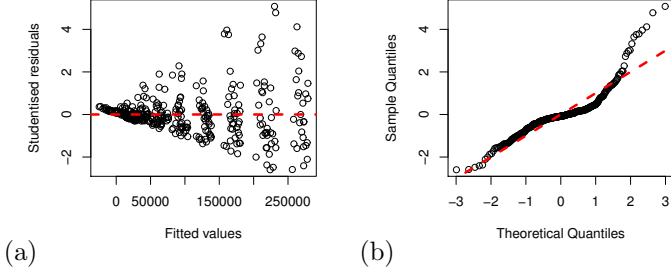 Studentised residuals
4
2
0
−2
0 50000 150000 250000
Fitted values
(a)
Sample Quantiles
4
2
0
−2
−3 −2 −1 0 1 2 3
Theoretical Quantiles
(b)